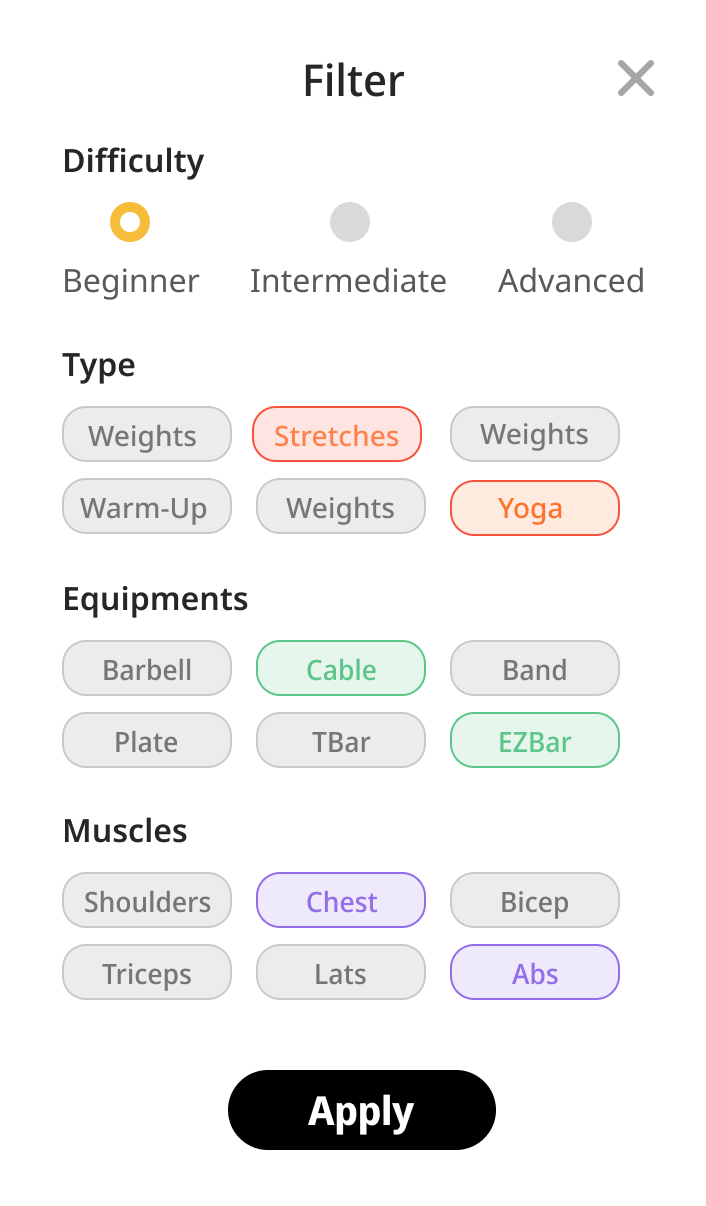 Filter
Difficulty
Beginner Intermediate Advanced
Type
Weights Stretches Weights
Warm-Up Weights Yoga
Equipments
Barbell Cable Band
Plate TBar EZBar
Muscles
Shoulders Chest Bicep
Triceps Lats Abs
Apply